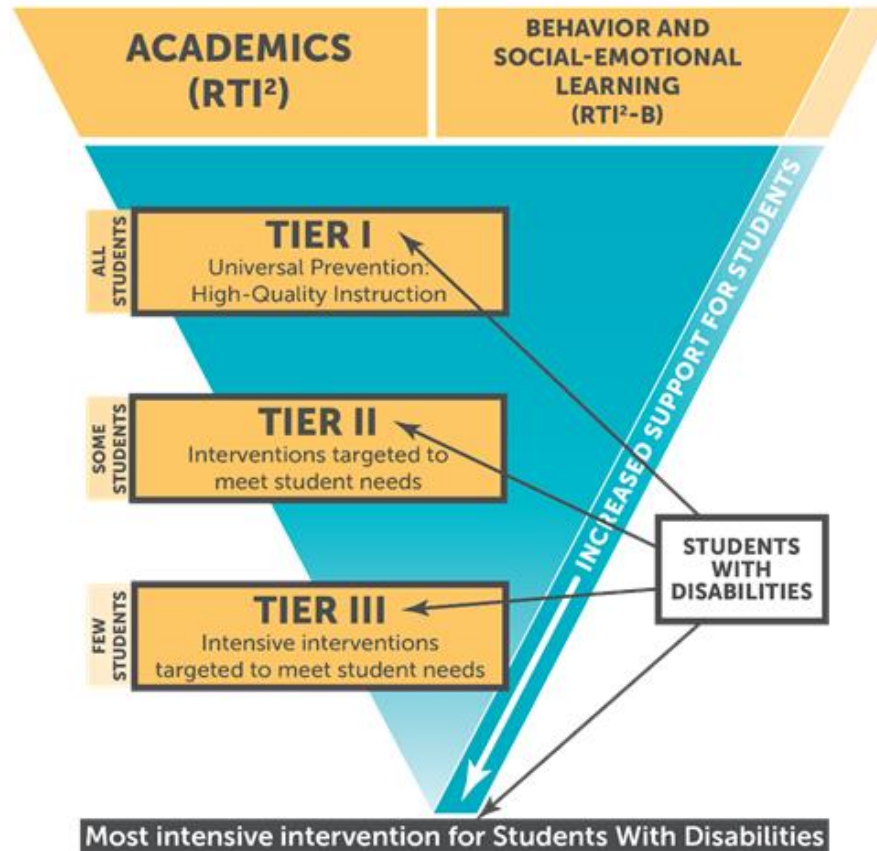 ACADEMICS
(RTI²)
BEHAVIOR AND
SOCIAL-EMOTIONAL
LEARNING
(RTI²-B)
ALL
STUDENTS
TIER I
Universal Prevention:
High-Quality Instruction
SOME
STUDENTS
TIER II
Interventions targeted to
meet student needs
FEW
STUDENTS
TIER III
Intensive interventions
targeted to meet student needs
INCREASED SUPPORT FOR STUDENTS
STUDENTS
WITH
DISABILITIES
Most intensive intervention for Students With Disabilities